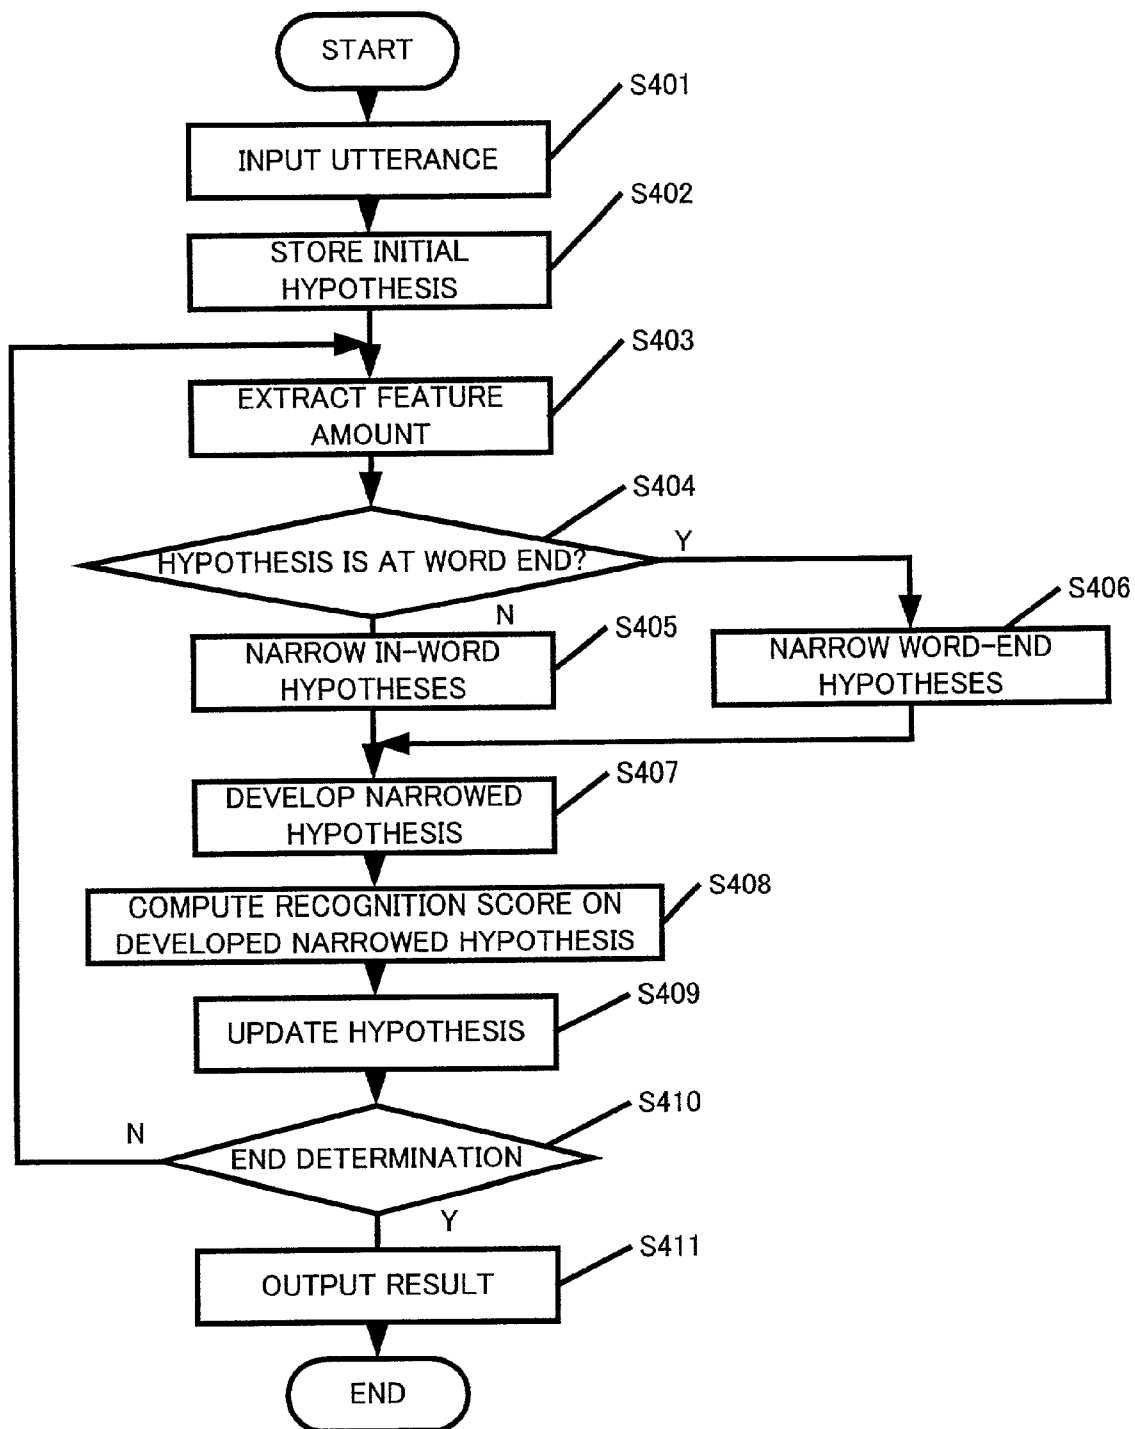 START
S401
INPUT UTTERANCE
S402
STORE INITIAL
HYPOTHESIS
S403
EXTRACT FEATURE
AMOUNT
S404
HYPOTHESIS IS AT WORD END?
Y
N
S405
NARROW IN-WORD
HYPOTHESES
S406
NARROW WORD-END
HYPOTHESES
S407
DEVELOP NARROWED
HYPOTHESIS
S408
COMPUTE RECOGNITION SCORE ON
DEVELOPED NARROWED HYPOTHESIS
S409
UPDATE HYPOTHESIS
S410
N
END DETERMINATION
Y
S411
OUTPUT RESULT
END